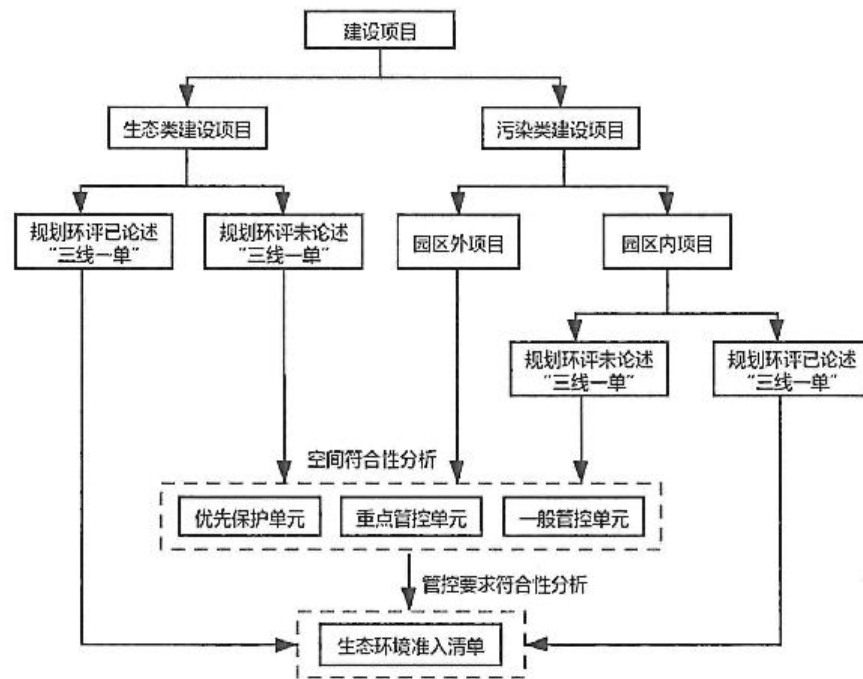 建设项目
生态类建设项目
污染类建设项目
规划环评已论述
“三线一单”
规划环评未论述
“三线一单”
园区外项目
园区内项目
规划环评未论述
“三线一单”
规划环评已论述
“三线一单”
空间符合性分析
优先保护单元
重点管控单元
一般管控单元
管控要求符合性分析
生态环境准入清单